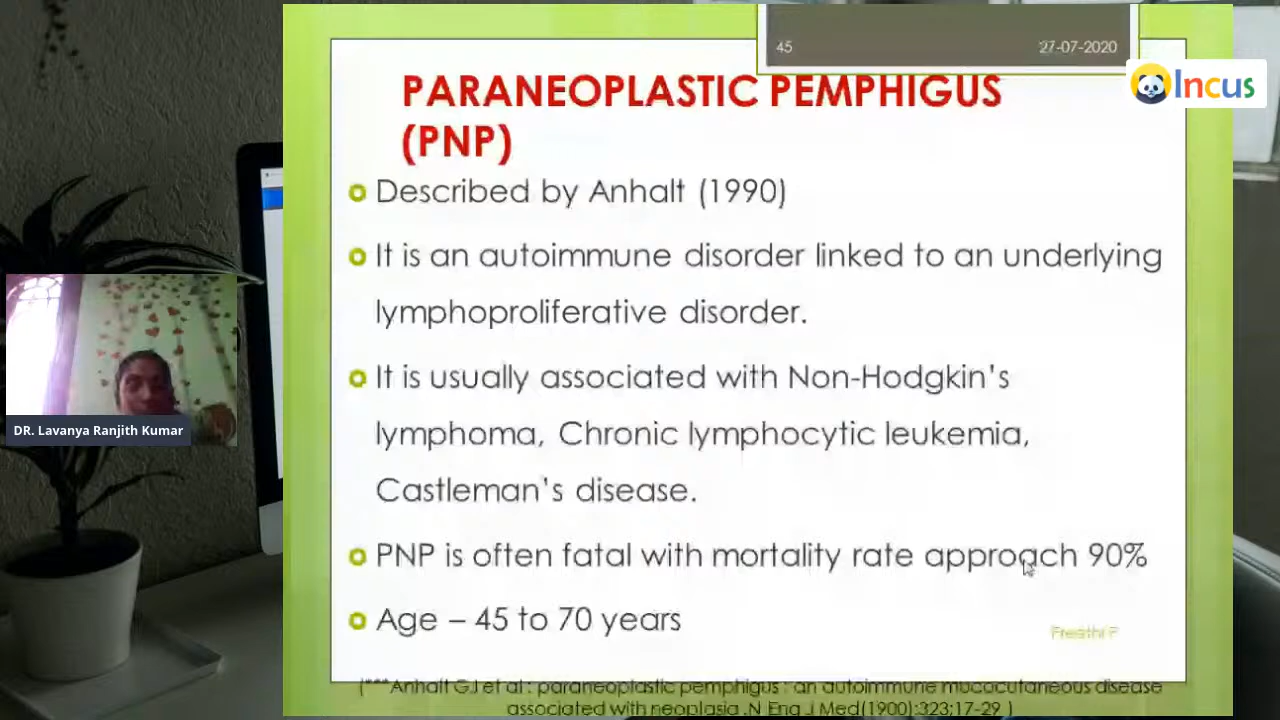 45
27-07-2020
Incus
PARANEOPLASTIC PEMPHIGUS
(PNP)
Described by Anhalt (1990)
It is an autoimmune disorder linked to an underlying
lymphoproliferative disorder.
It is usually associated with Non-Hodgkin's
lymphoma, Chronic lymphocytic leukemia,
Castleman's disease.
PNP is often fatal with mortality rate approach 90%
Age – 45 to 70 years
DR. Lavanya Ranjith Kumar
(***Anhalt GJ et al : paraneoplastic pemphigus : an autoimmune mucocutaneous disease
associated with neoplasia .N Eng J Med(1900):323;17-29 )